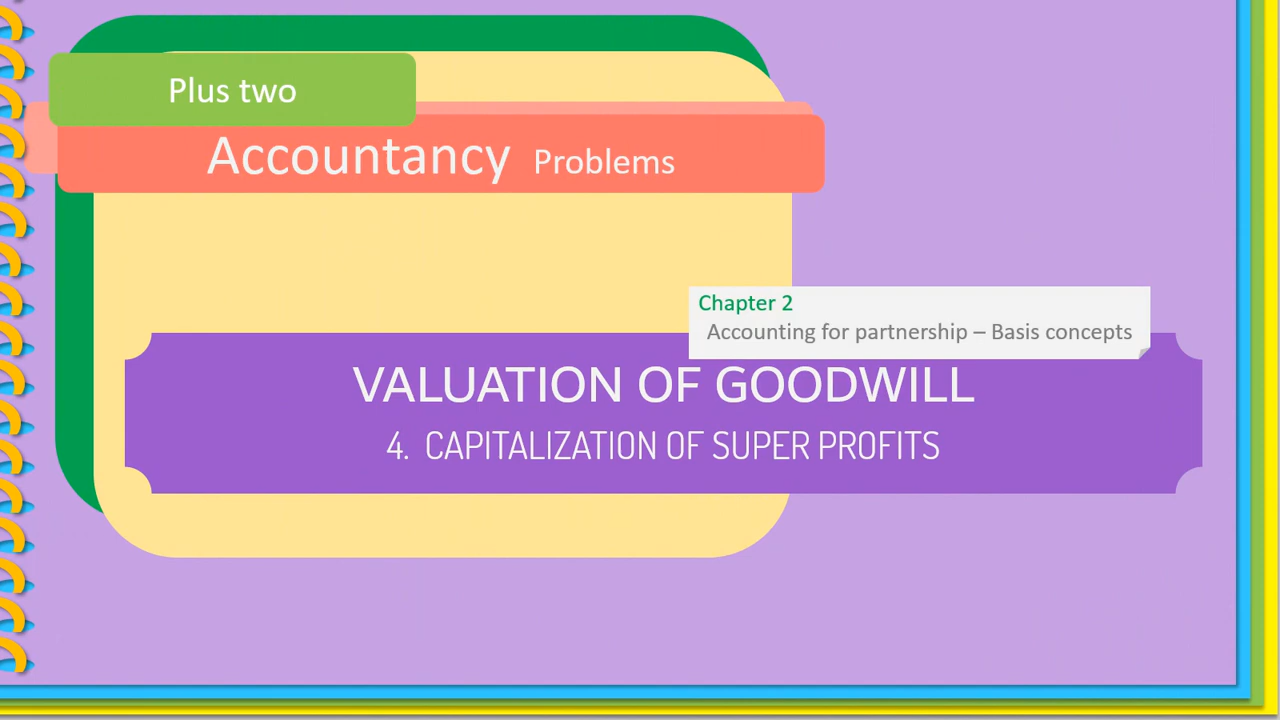 Plus two
Accountancy Problems
Chapter 2
Accounting for partnership – Basis concepts
VALUATION OF GOODWILL
4. CAPITALIZATION OF SUPER PROFITS